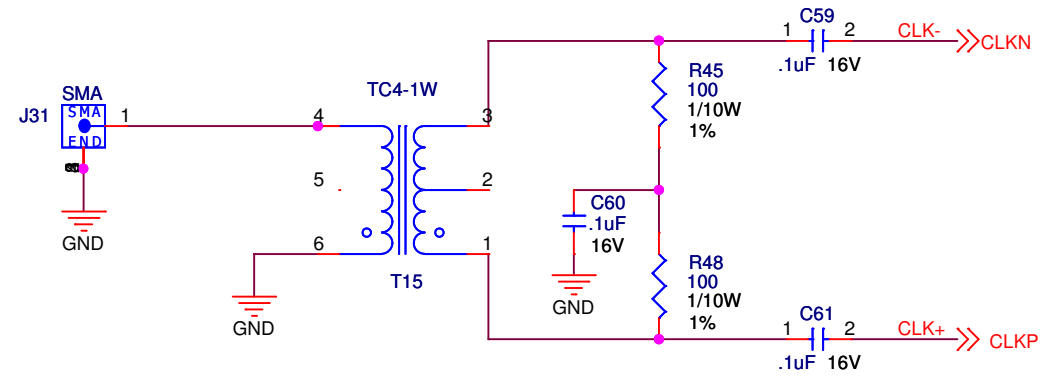 C59
1 2 CLK-
CLKN
.1uF 16V
SMA
J31 SMA 1
END
TC4-1W
4 3
R45
100
1/10W
1%
5 2
C60
.1uF
16V
GND
6 1
T15
GND
GND
R48
100
1/10W
1%
C61
1 2 CLK+
CLKP
.1uF 16V